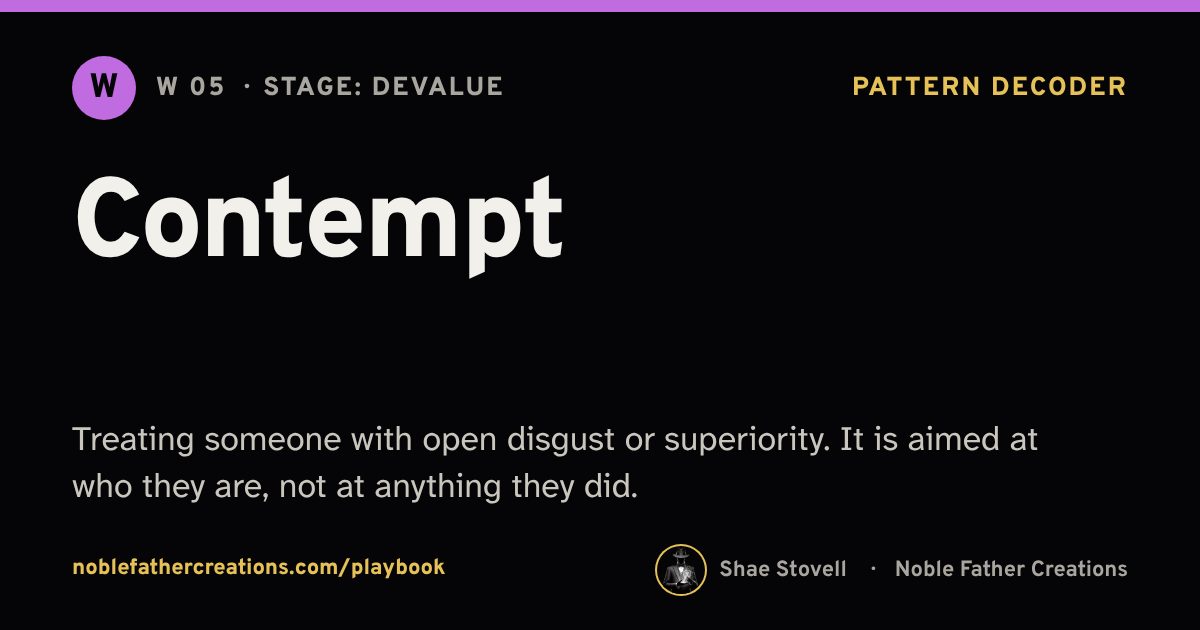 W
W 05 · STAGE: DEVALUE
PATTERN DECODER
Contempt
Treating someone with open disgust or superiority. It is aimed at
who they are, not at anything they did.
noblefathercreations.com/playbook
Shae Stovell · Noble Father Creations